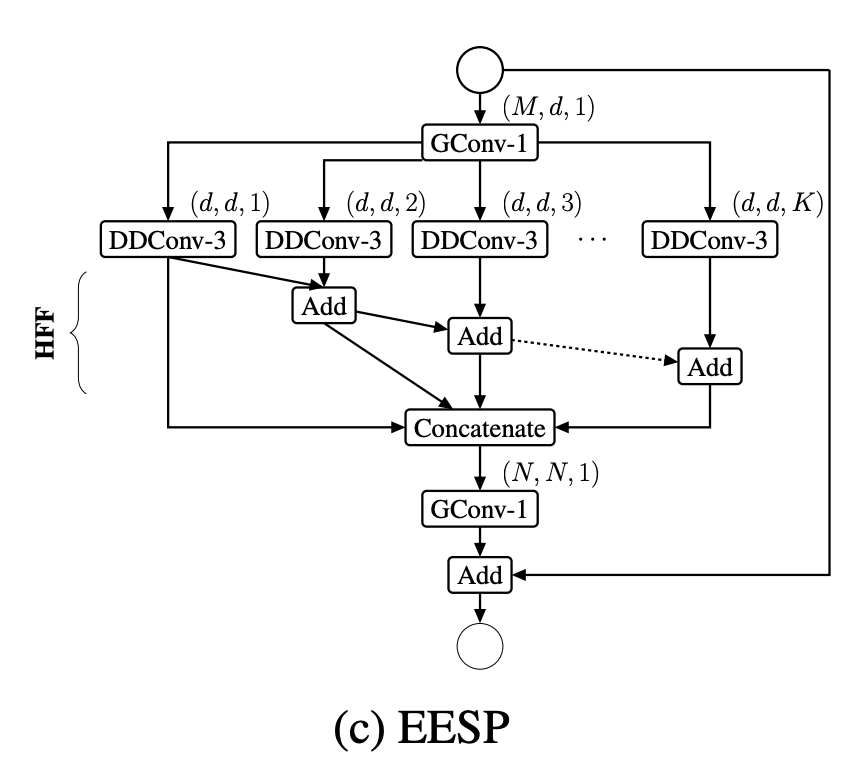 (M, d, 1)
GConv-1
(d, d, 1)
(d, d, 2)
(d, d, 3)
(d, d, K)
DDConv-3
DDConv-3
DDConv-3
···
DDConv-3
HFF
Add
Add
Add
Concatenate
(N, N, 1)
GConv-1
Add
(c) EESP